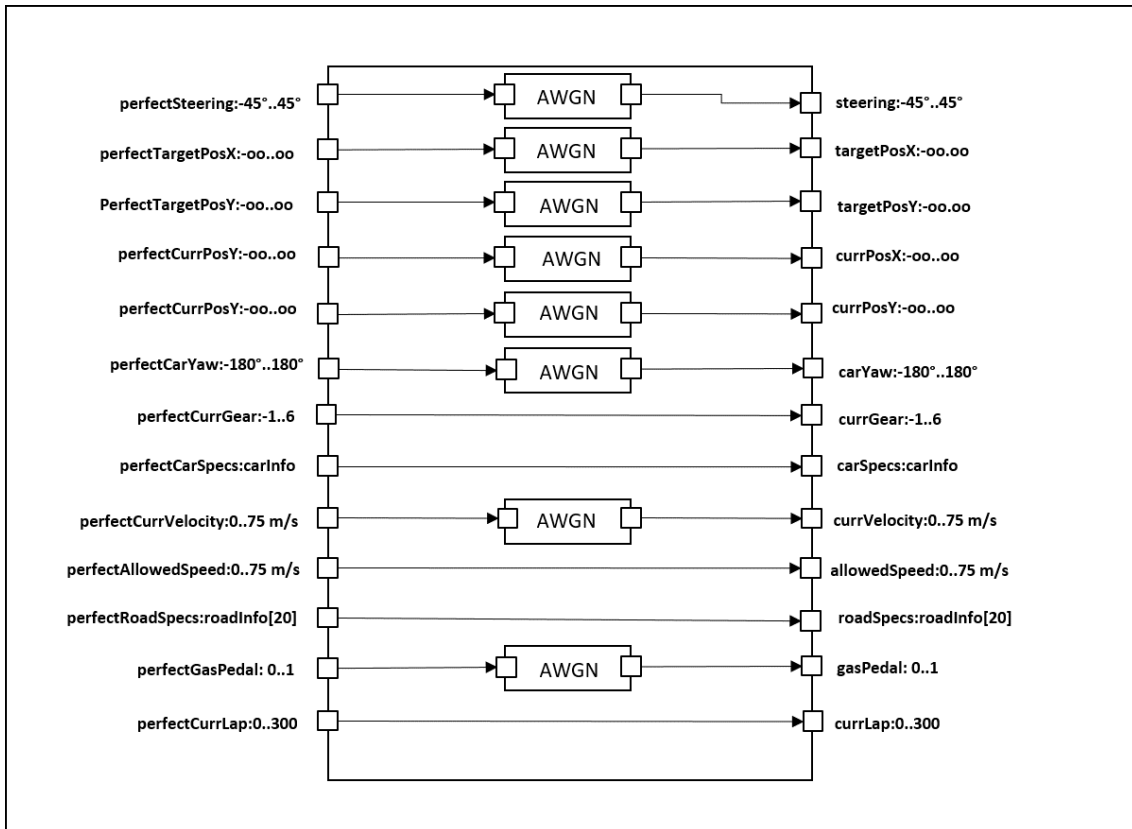 perfectSteering:-45°..45°
AWGN
steering:-45°..45°
perfectTargetPosX:-oo..oo
AWGN
targetPosX:-oo.oo
PerfectTargetPosY:-oo..oo
AWGN
targetPosY:-oo.oo
perfectCurrPosY:-oo..oo
AWGN
currPosX:-oo..oo
perfectCurrPosY:-oo..oo
AWGN
currPosY:-oo..oo
perfectCarYaw:-180°..180°
AWGN
carYaw:-180°..180°
perfectCurrGear:-1..6
currGear:-1..6
perfectCarSpecs:carInfo
carSpecs:carInfo
perfectCurrVelocity:0..75 m/s
AWGN
currVelocity:0..75 m/s
perfectAllowedSpeed:0..75 m/s
allowedSpeed:0..75 m/s
perfectRoadSpecs:roadInfo[20]
roadSpecs:roadInfo[20]
perfectGasPedal: 0..1
AWGN
gasPedal: 0..1
perfectCurrLap:0..300
currLap:0..300